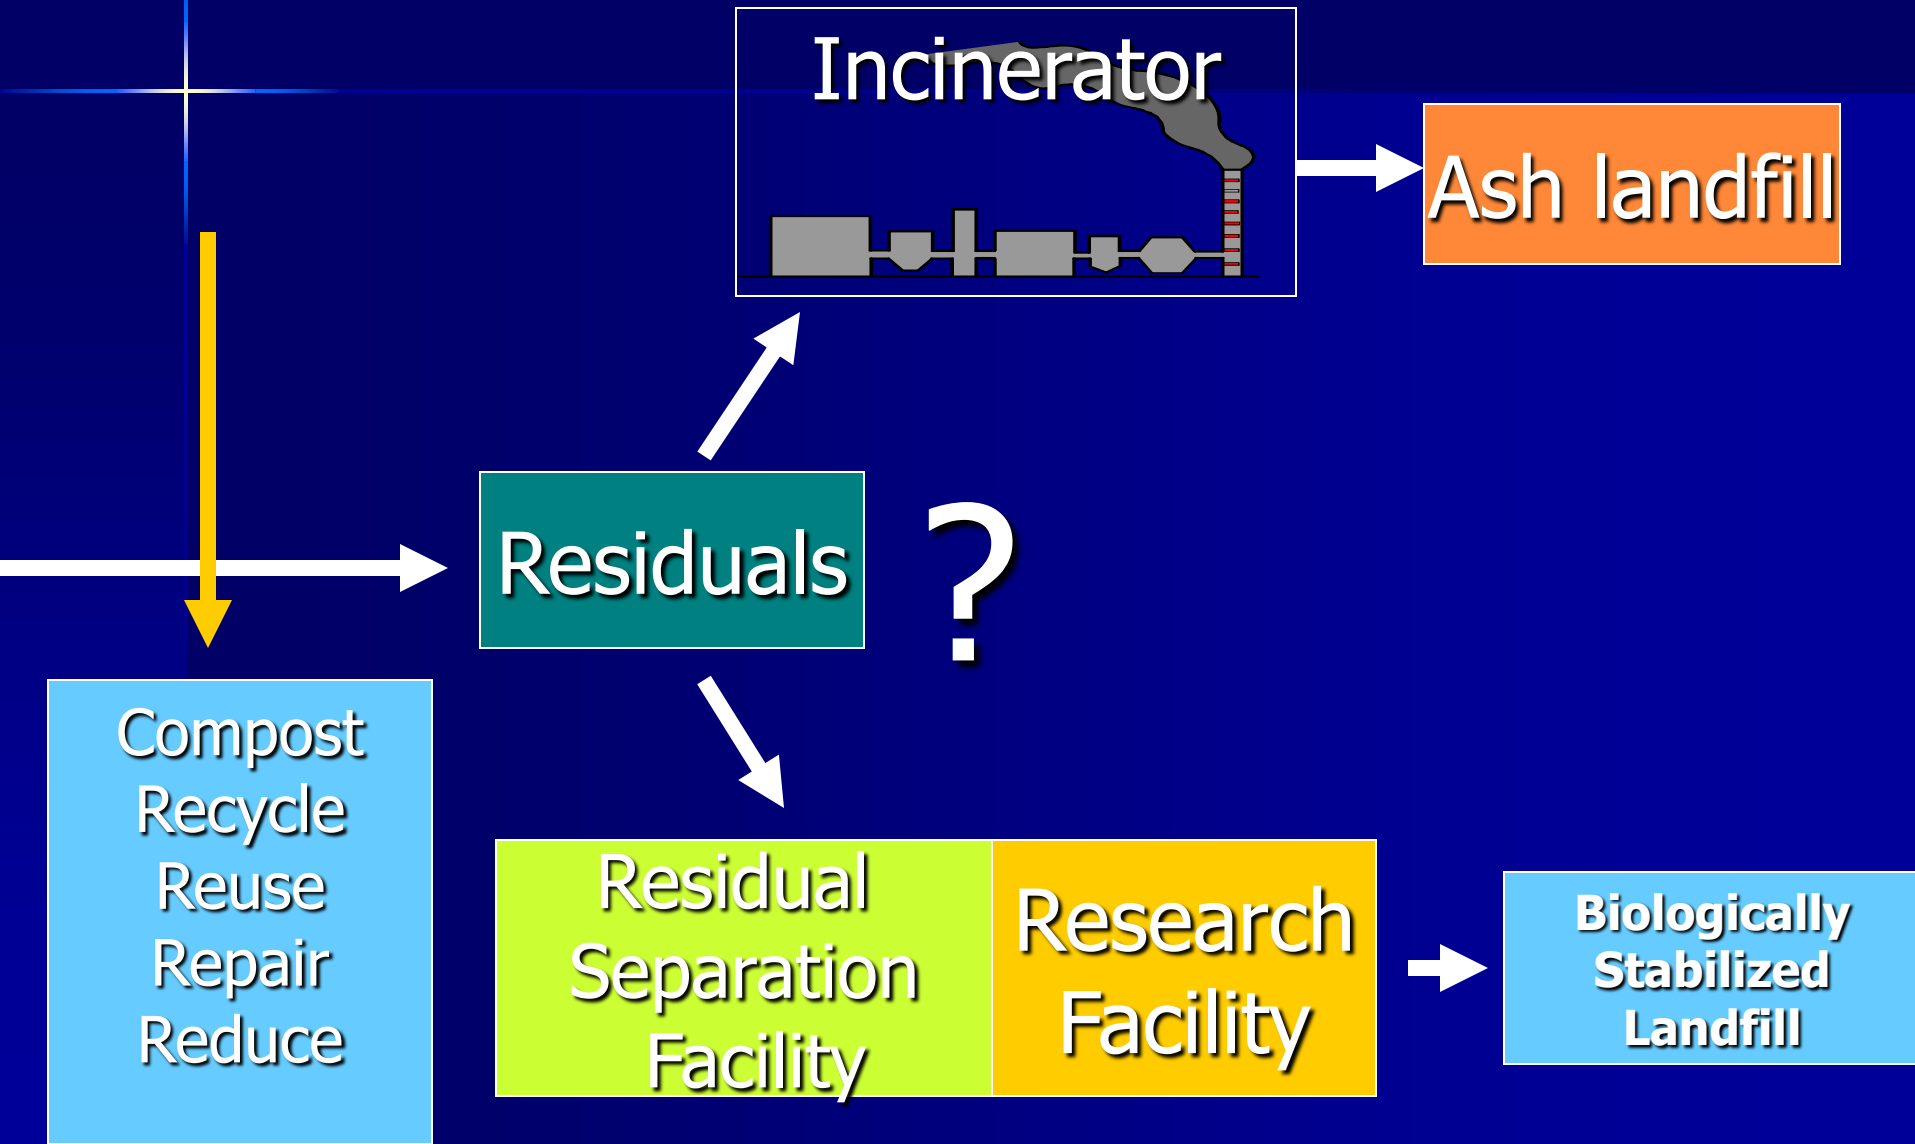 Incinerator
Ash landfill
Residuals
?
Compost
Recycle
Reuse
Repair
Reduce
Residual
Separation
Facility
Research
Facility
Biologically
Stabilized
Landfill